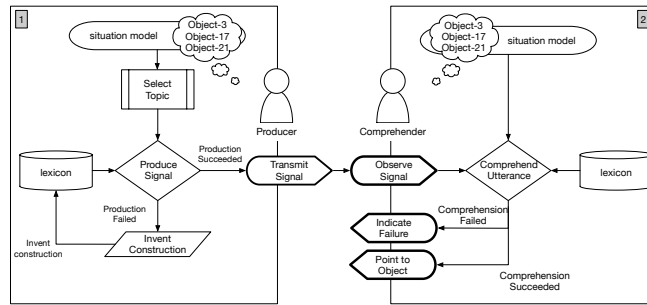 1
Object-3
Object-17
Object-21
situation model
Select
Topic
Producer
lexicon
Produce
Signal
Production
Succeeded
Transmit
Signal
Production
Failed
Invent
construction
Invent
Construction
2
Object-3
Object-17
Object-21
situation model
Comprehender
Observe
Signal
Comprehend
Utterance
lexicon
Indicate
Failure
Comprehension
Failed
Point to
Object
Comprehension
Succeeded